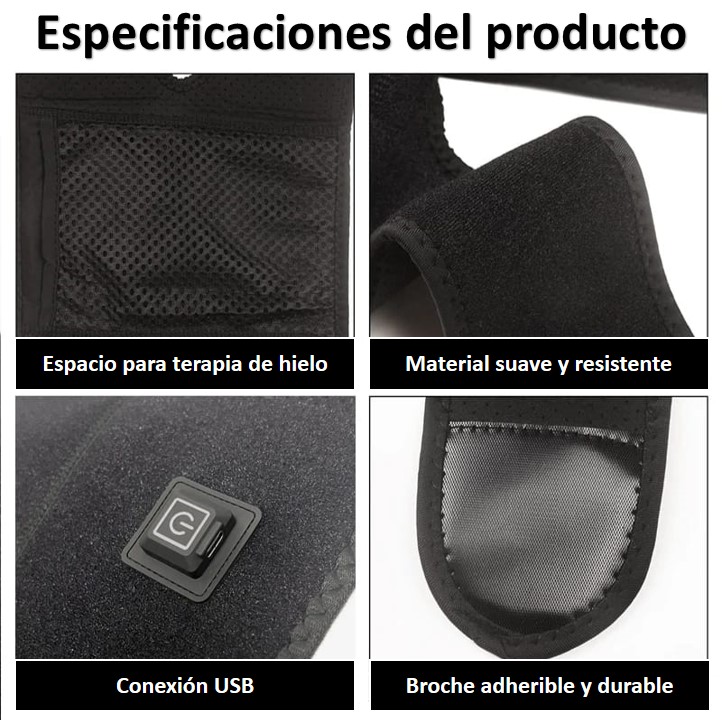 Especificaciones del producto
Espacio para terapia de hielo
Material suave y resistente
Conexión USB
Broche adherible y durable